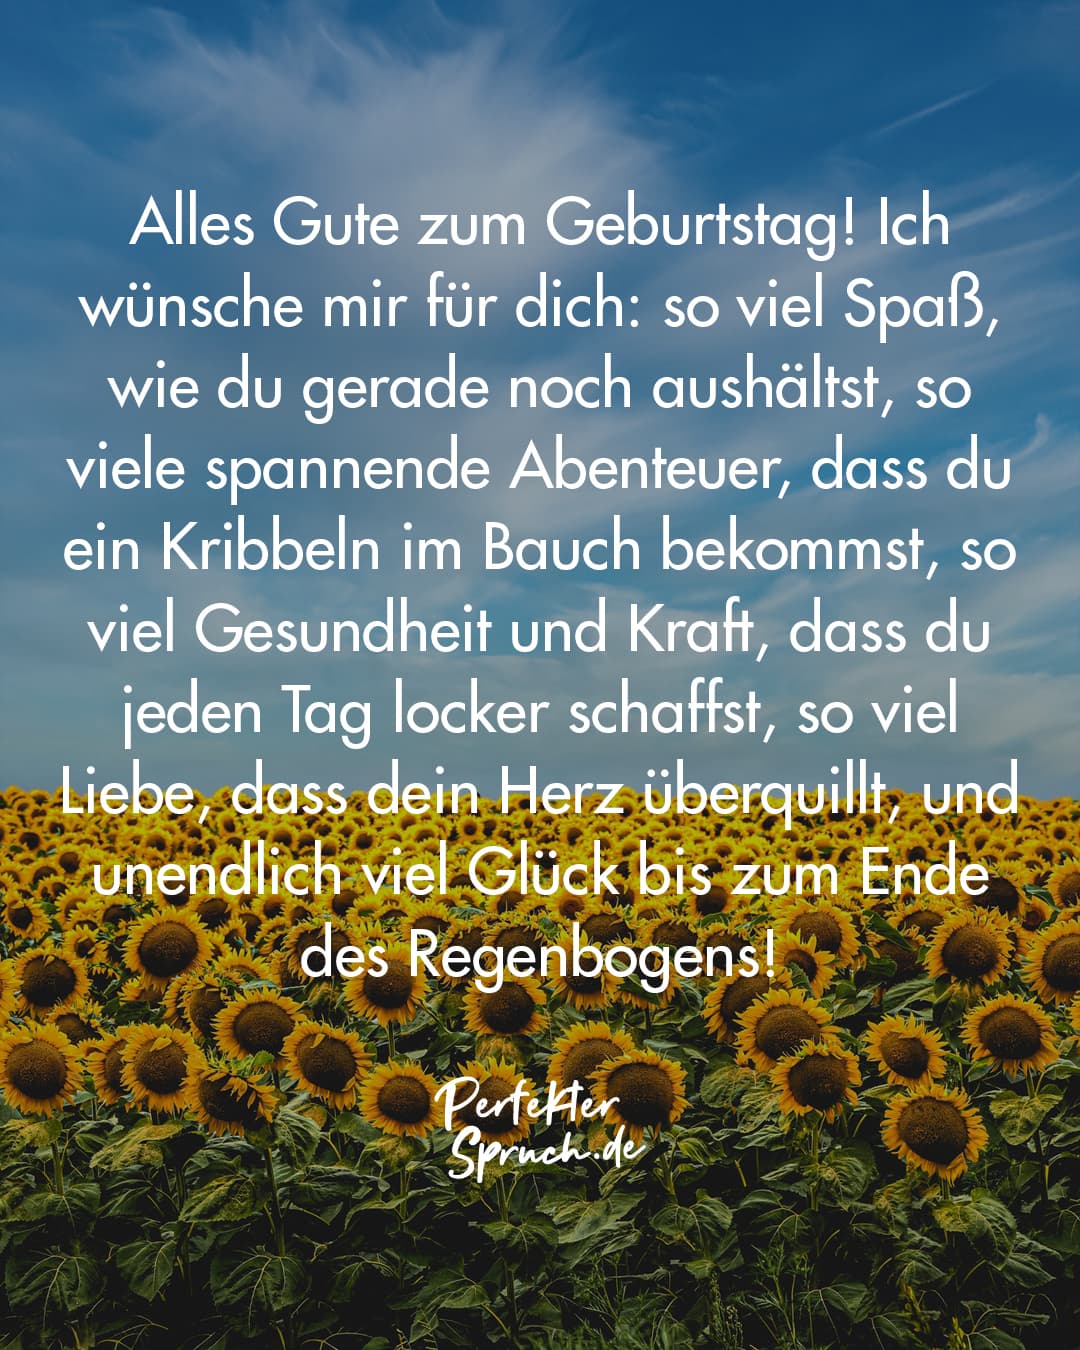 Alles Gute zum Geburtstag! Ich
wünsche mir für dich: so viel Spaß,
wie du gerade noch aushältst, so
viele spannende Abenteuer, dass du
ein Kribbeln im Bauch bekommst, so
viel Gesundheit und Kraft, dass du
jeden Tag locker schaffst, so viel
Liebe, dass dein Herz überquillt, und
unendlich viel Glück bis zum Ende
des Regenbogens!
Perfekter
Spruch.de